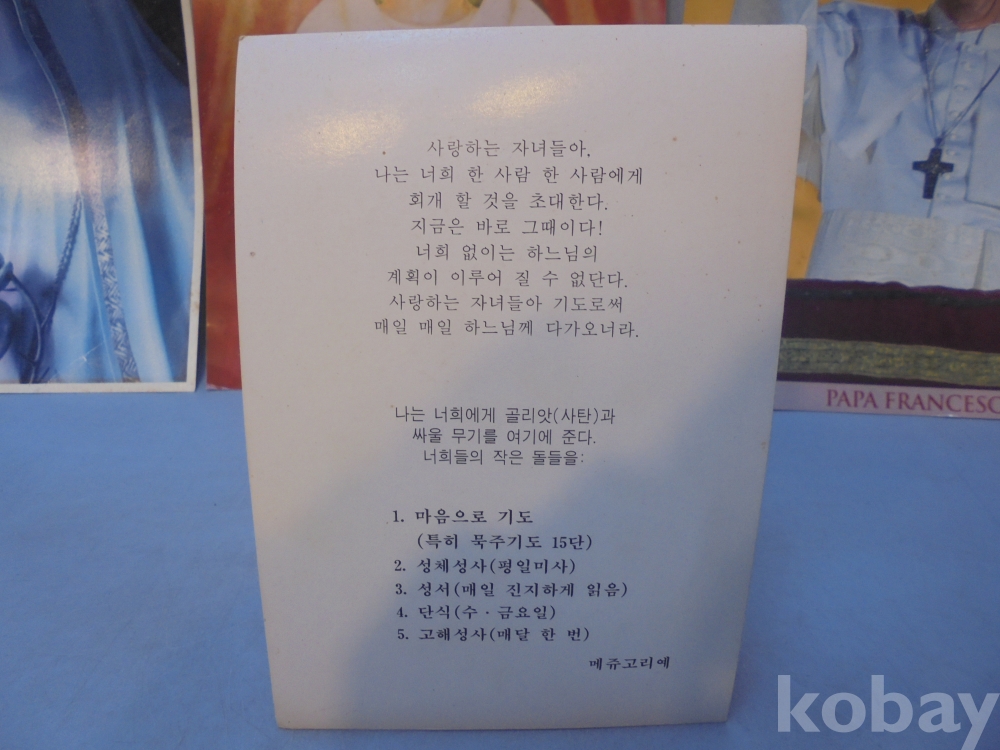 사랑하는 자녀들아.
나는 너희 한 사람 한 사람에게
회개 할 것을 초대한다.
지금은 바로 그때이다!
너희 없이는 하느님의
계획이 이루어 질 수 없단다.
사랑하는 자녀들아 기도로써
매일 매일 하느님께 다가오너라.
나는 너희에게 골리앗(사탄)과
싸울 무기를 여기에 준다.
너희들의 작은 돌들을:
1. 마음으로 기도
(특히 묵주기도 15단)
2. 성체성사(평일미사)
3. 성서(매일 진지하게 읽음)
4. 단식(수·금요일)
5. 고해성사(매달 한 번)
메쥬고리예
PAPA FRANCESC
kobay